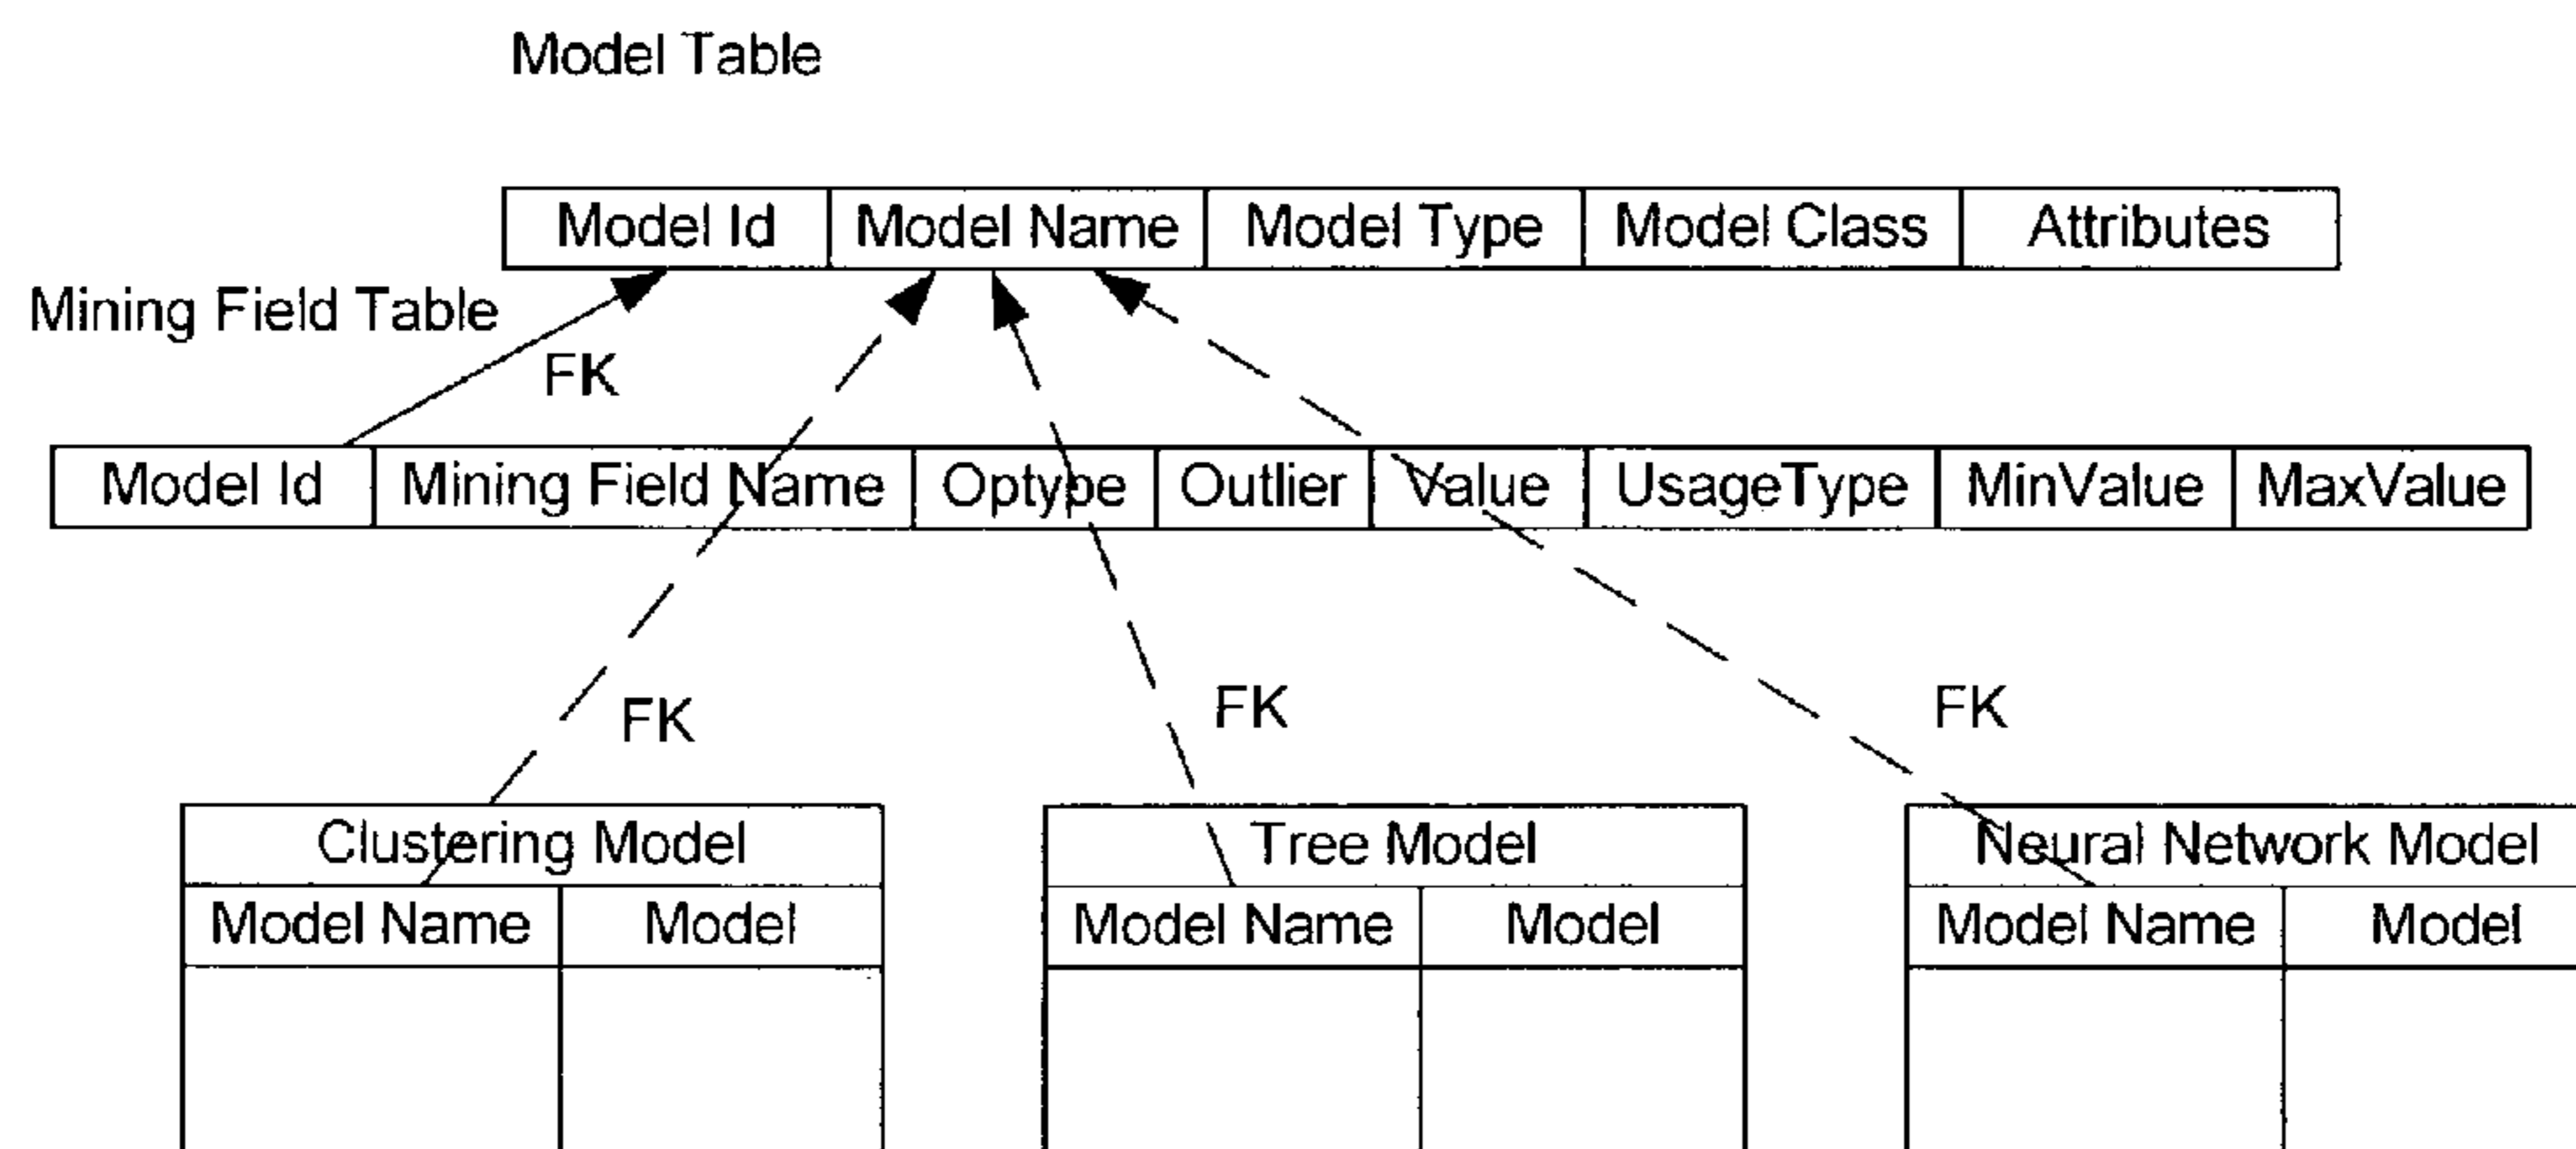 Model Table
Model Id Model Name Model Type Model Class Attributes
Mining Field Table
FK
Model Id Mining Field Name Optype Outlier Value UsageType MinValue MaxValue
FK FK FK
Clustering Model Tree Model Neural Network Model
Model Name Model Model Name Model Model Name Model